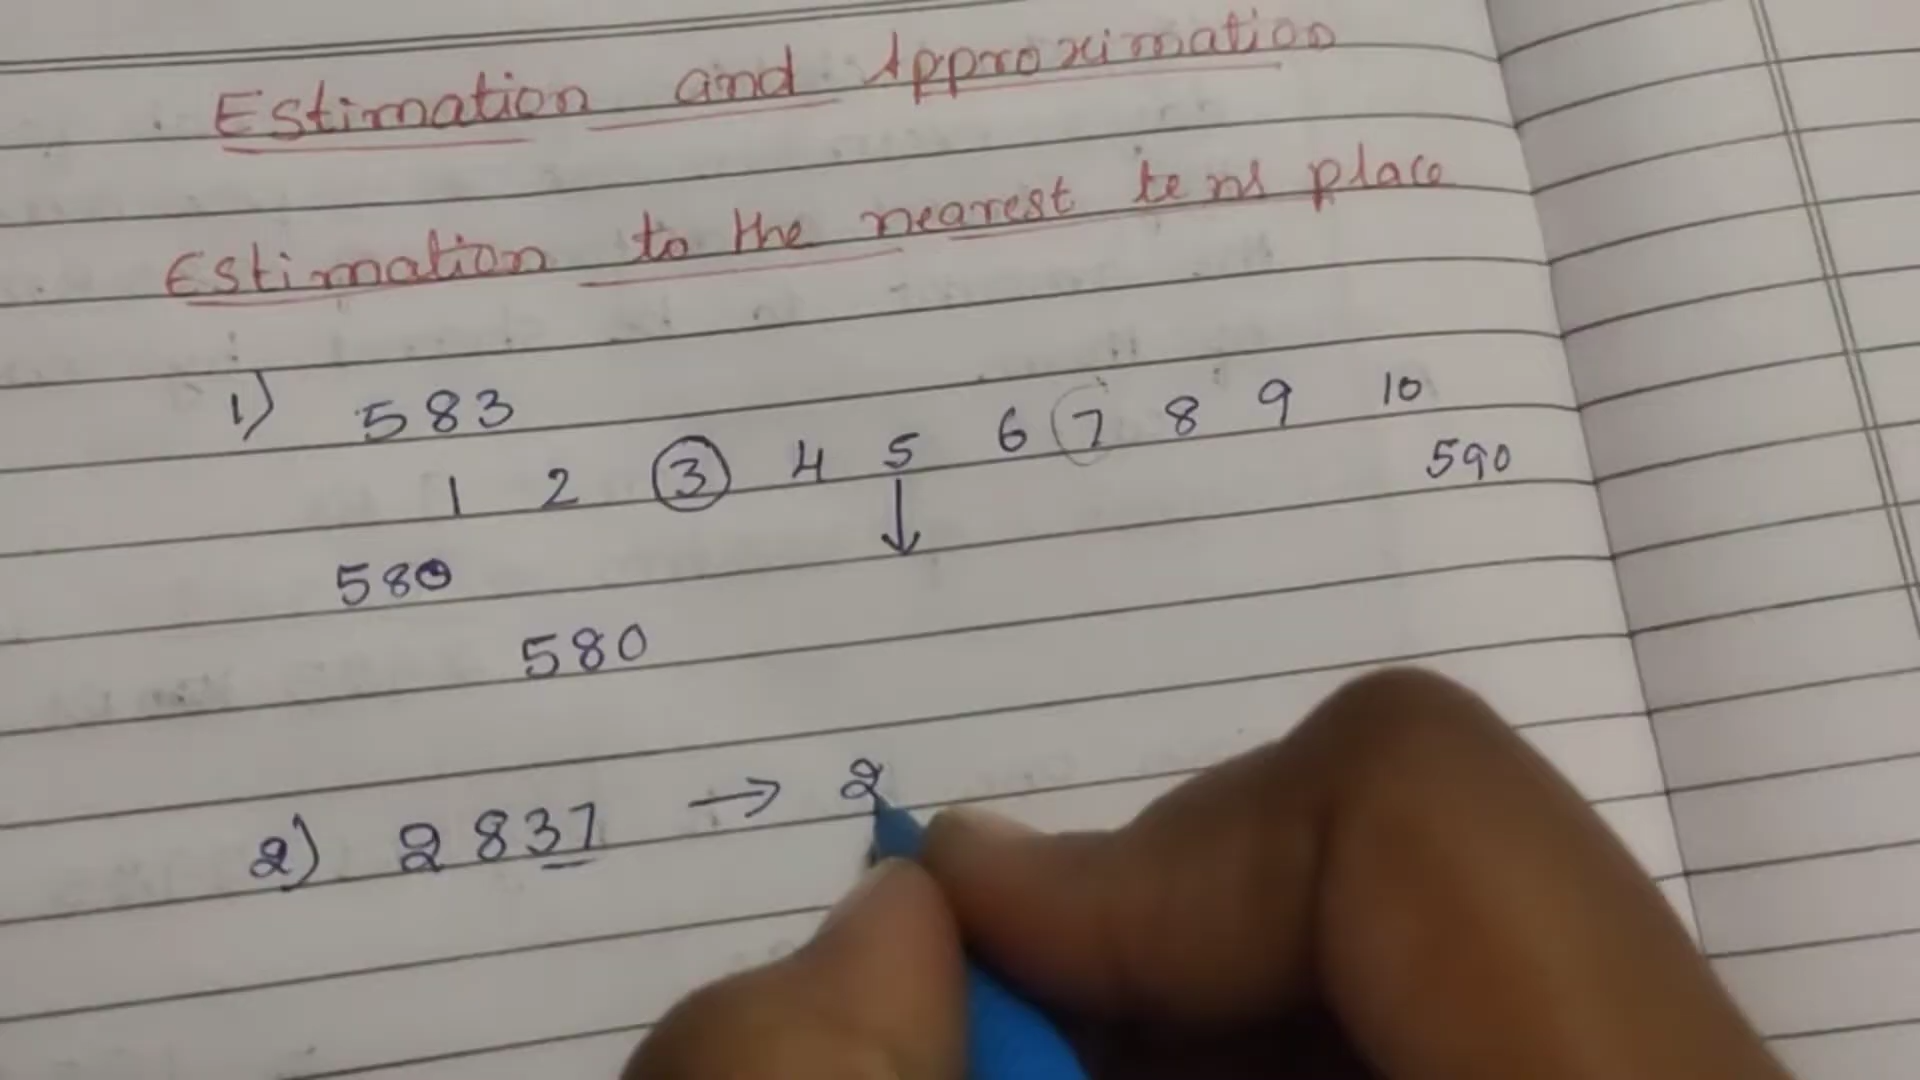 Estimation and Approximation
Estimation to the nearest tens place
1) 583
1 2 3 4 5 6 7 8 9 10
580 590
580
2) 2837 → 2